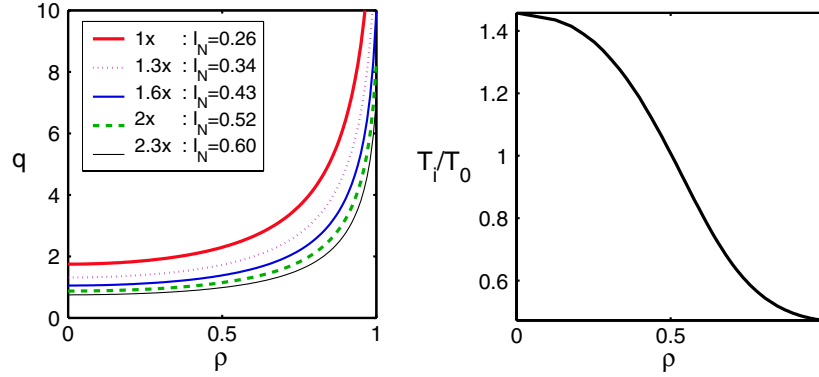 10
8
6
4
2
0
q
1x : I_N=0.26
1.3x : I_N=0.34
1.6x : I_N=0.43
2x : I_N=0.52
2.3x : I_N=0.60
0 0.5 1
ρ
1.4
1.2
1
0.8
0.6
T_i/T_0
0 0.5
ρ